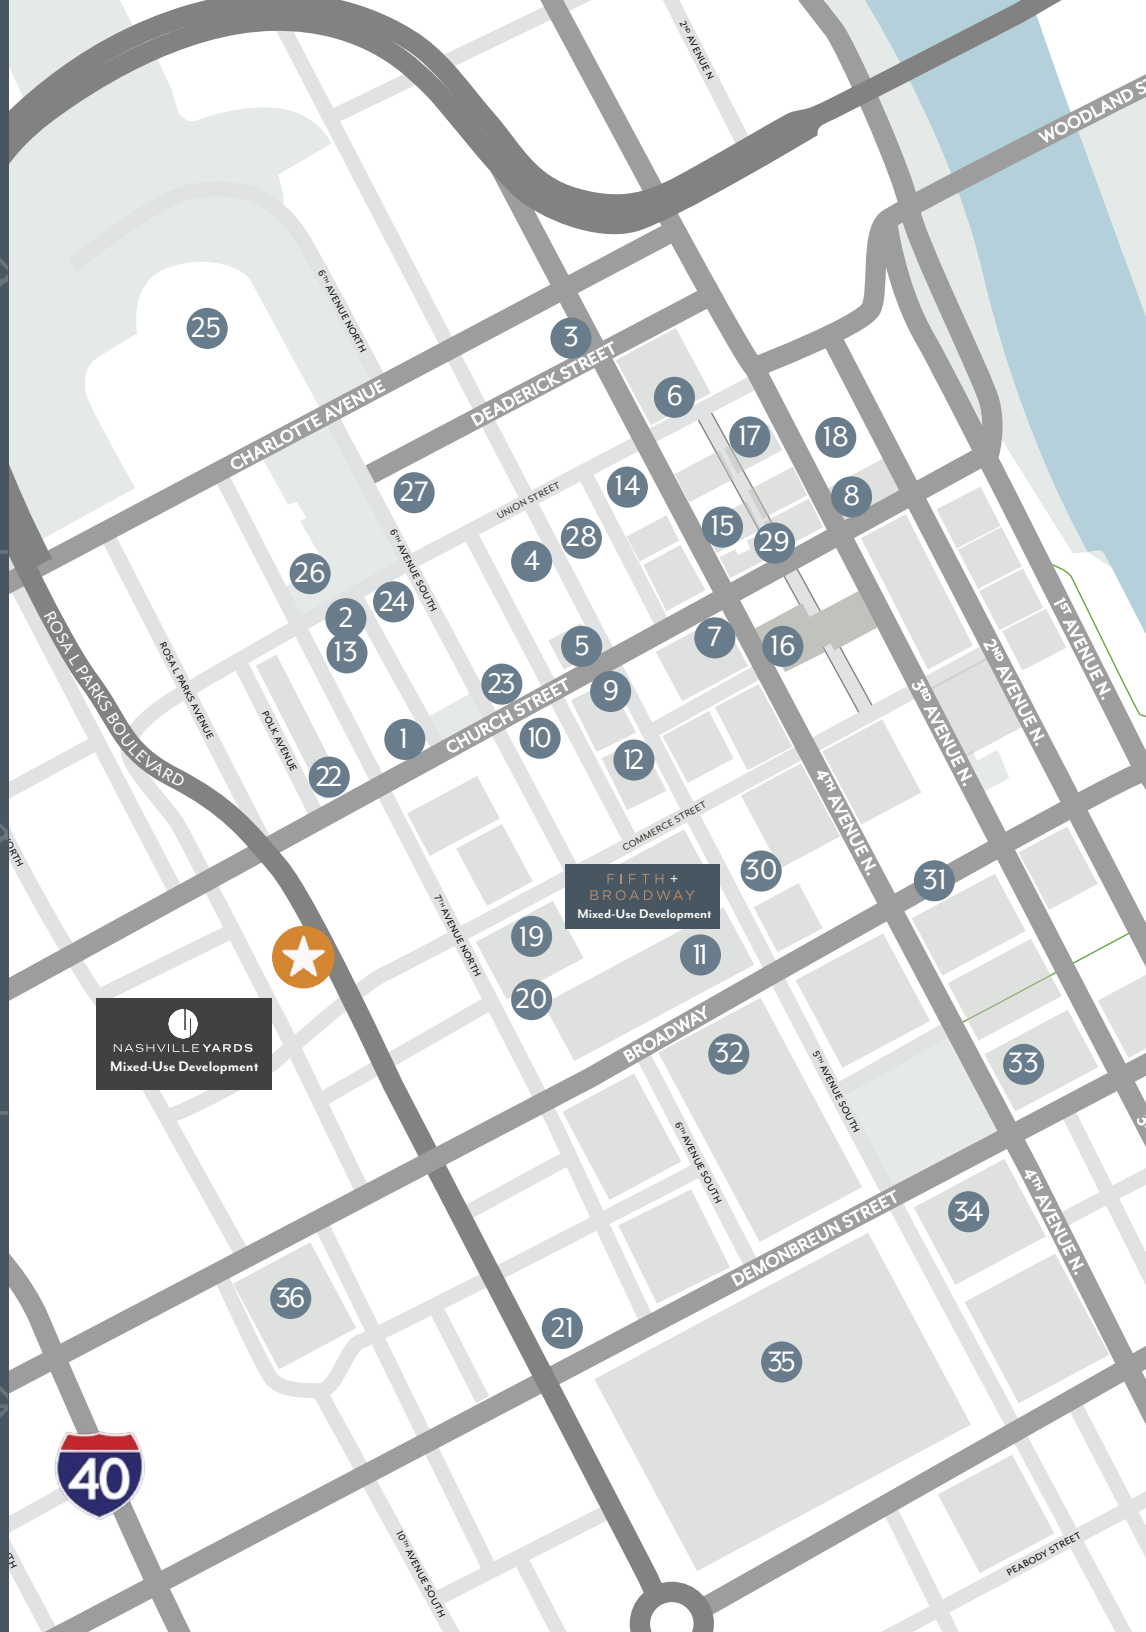 2ND AVENUE N
WOODLAND S
6TH AVENUE NORTH
25
3
CHARLOTTE AVENUE
DEADERICK STREET
6
17
18
27
UNION STREET
14
8
15
28
29
4
6TH AVENUE SOUTH
26
24
2
13
ROSA L PARKS BOULEVARD
ROSA L PARKS AVENUE
POLK AVENUE
5
7
16
1ST AVENUE N.
2ND AVENUE N.
3RD AVENUE N.
23
9
CHURCH STREET
1
10
12
22
4TH AVENUE N.
COMMERCE STREET
ORTH
FIFTH +
BROADWAY
Mixed-Use Development
30
31
7TH AVENUE NORTH
19
11
20
BROADWAY
NASHVILLEYARDS
Mixed-Use Development
32
33
5TH AVENUE SOUTH
6TH AVENUE SOUTH
3
4TH AVENUE N.
34
DEMONBREUN STREET
36
21
35
40
10TH AVENUE SOUTH
PEABODY STREET
TH